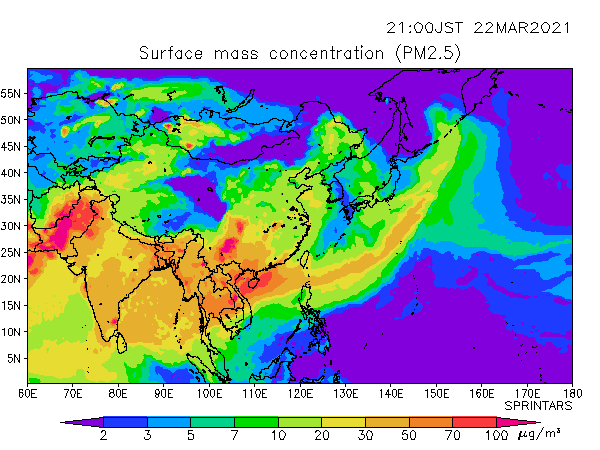 21:00JST 22MAR2021
Surface mass concentration (PM2.5)
55N
50N
45N
40N
35N
30N
25N
20N
15N
10N
5N
60E 70E 80E 90E 100E 110E 120E 130E 140E 150E 160E 170E 180
SPRINTARS
2 3 5 7 10 20 30 50 70 100 μg/m³